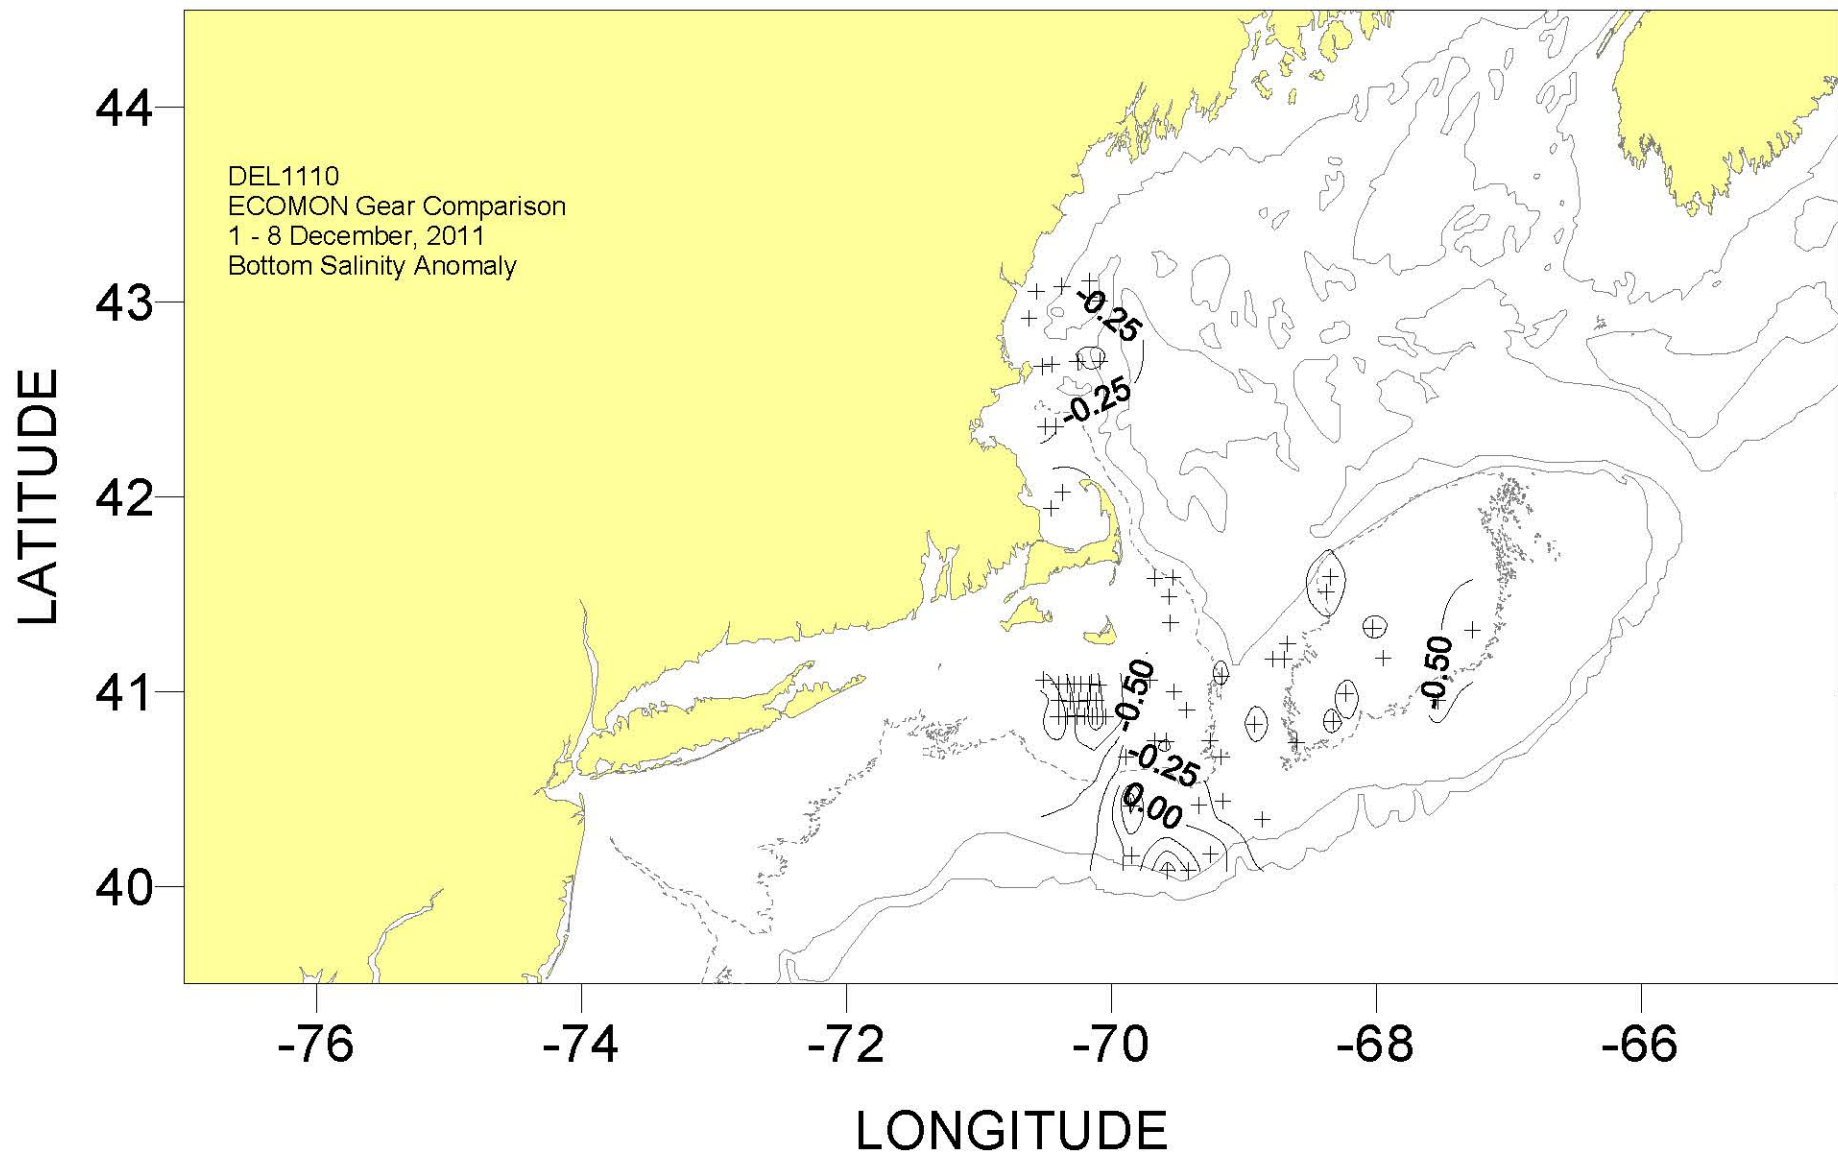 44
DEL1110
ECOMON Gear Comparison
1 - 8 December, 2011
Bottom Salinity Anomaly
43
-0.25
-0.25
LATITUDE
42
41
-0.50
-0.50
-0.25
0.00
40
-76 -74 -72 -70 -68 -66
LONGITUDE